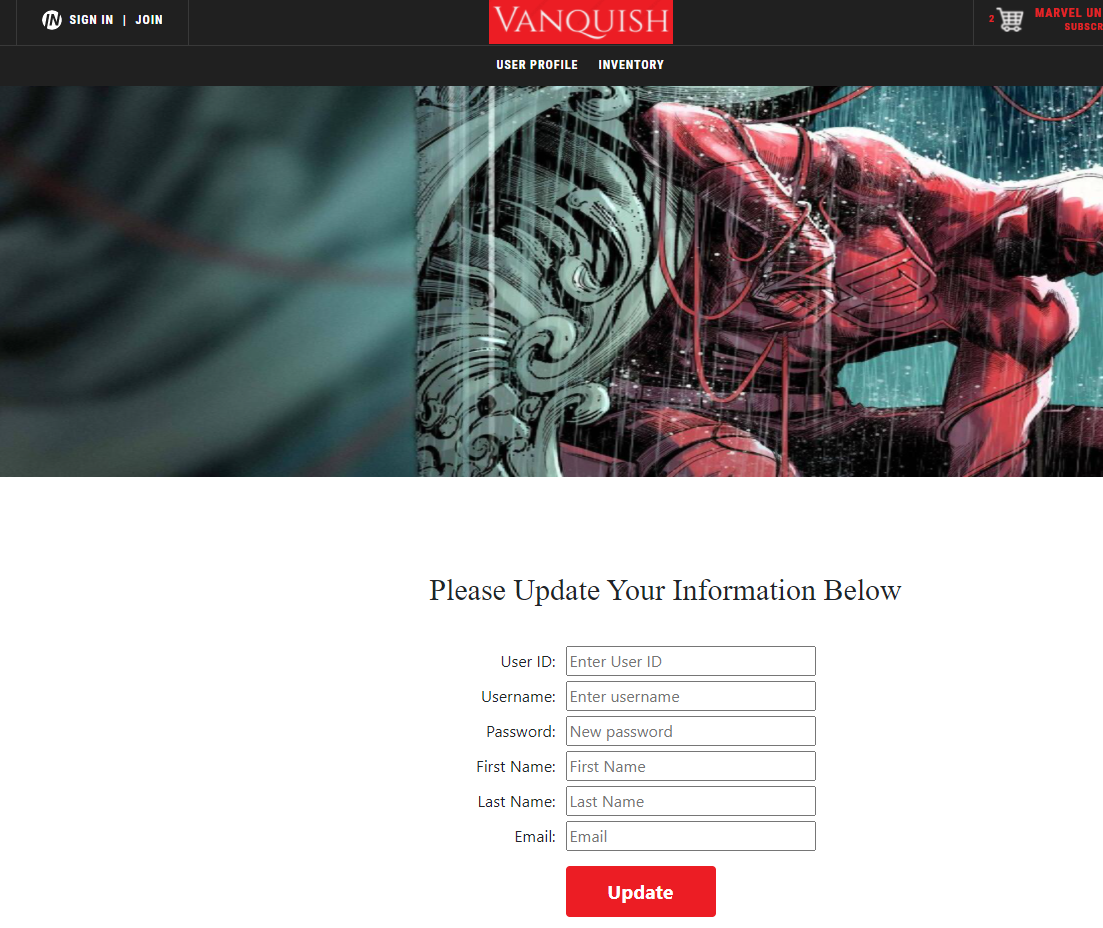 IN SIGN IN | JOIN
VANQUISH
2
MARVEL UN
SUBSCR
USER PROFILE INVENTORY
Please Update Your Information Below
User ID: Enter User ID
Username: Enter username
Password: New password
First Name: First Name
Last Name: Last Name
Email: Email
Update